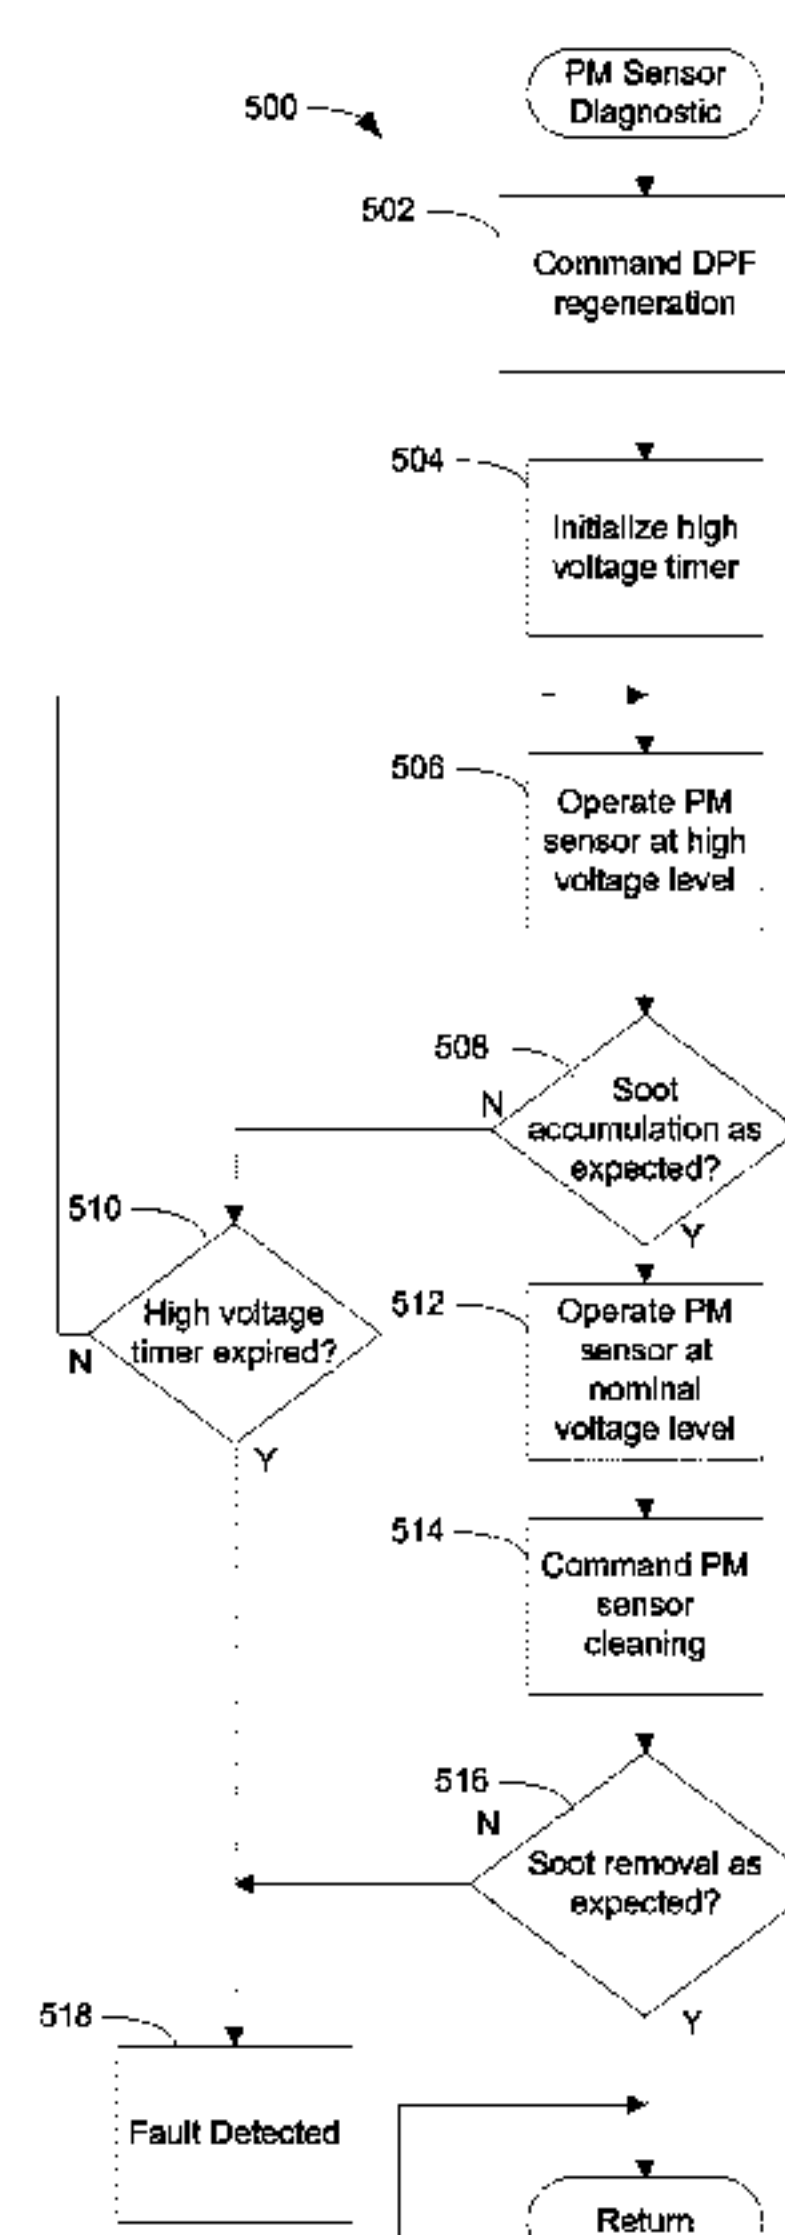 PM Sensor
Diagnostic
500
502
Command DPF
regeneration
504
Initialize high
voltage timer
506
Operate PM
sensor at high
voltage level
508
N
Soot
accumulation as
expected?
Y
510
High voltage
timer expired?
N
Y
512
Operate PM
sensor at
nominal
voltage level
514
Command PM
sensor
cleaning
516
N
Soot removal as
expected?
Y
518
Fault Detected
Return